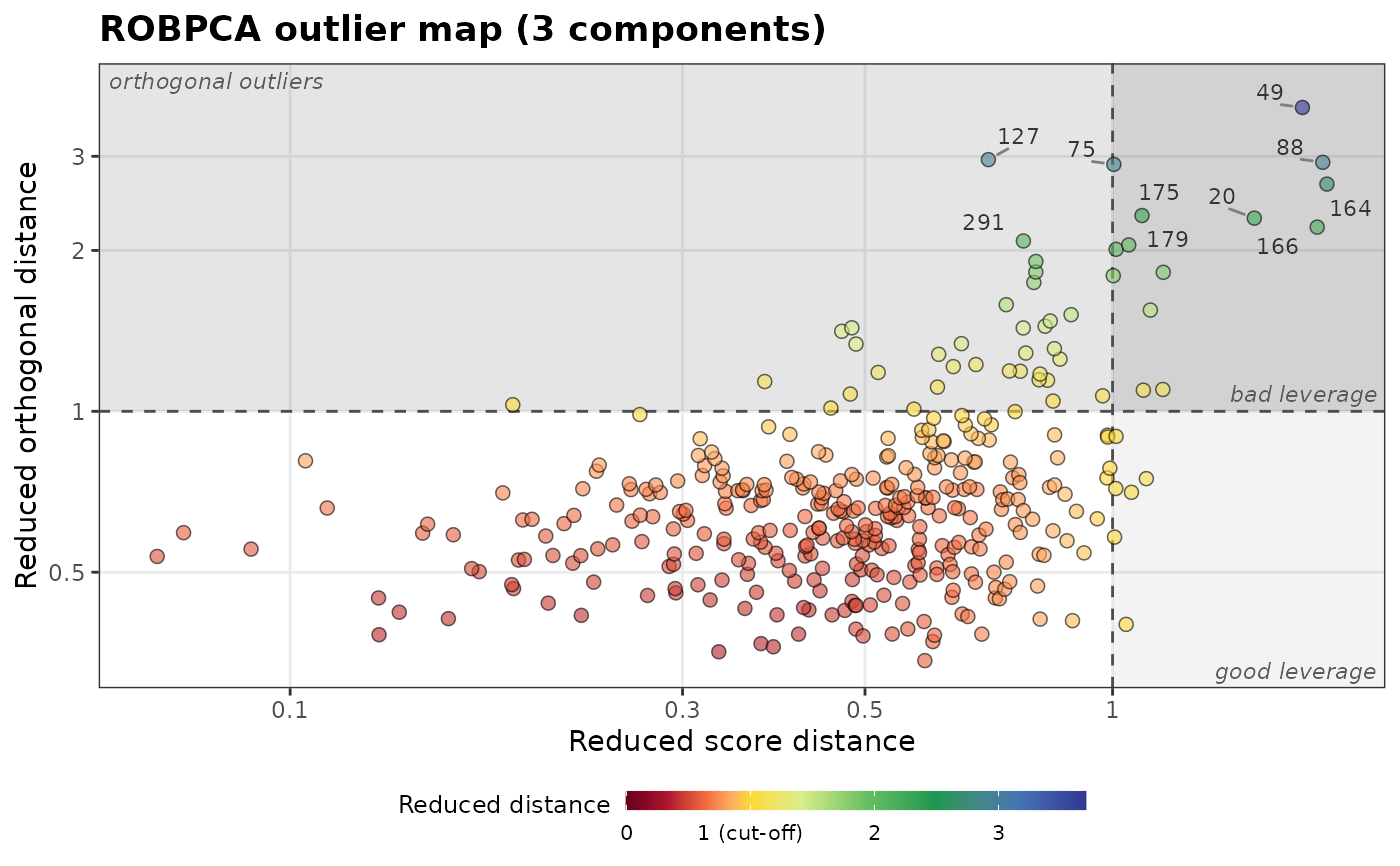 ROBPCA outlier map (3 components)
orthogonal outliers
49
127
75
88
3
175
20
164
291
179
166
2
bad leverage
1
0.5
good leverage
0.1
0.3
0.5
1
Reduced orthogonal distance
Reduced score distance
Reduced distance
0
1 (cut-off)
2
3